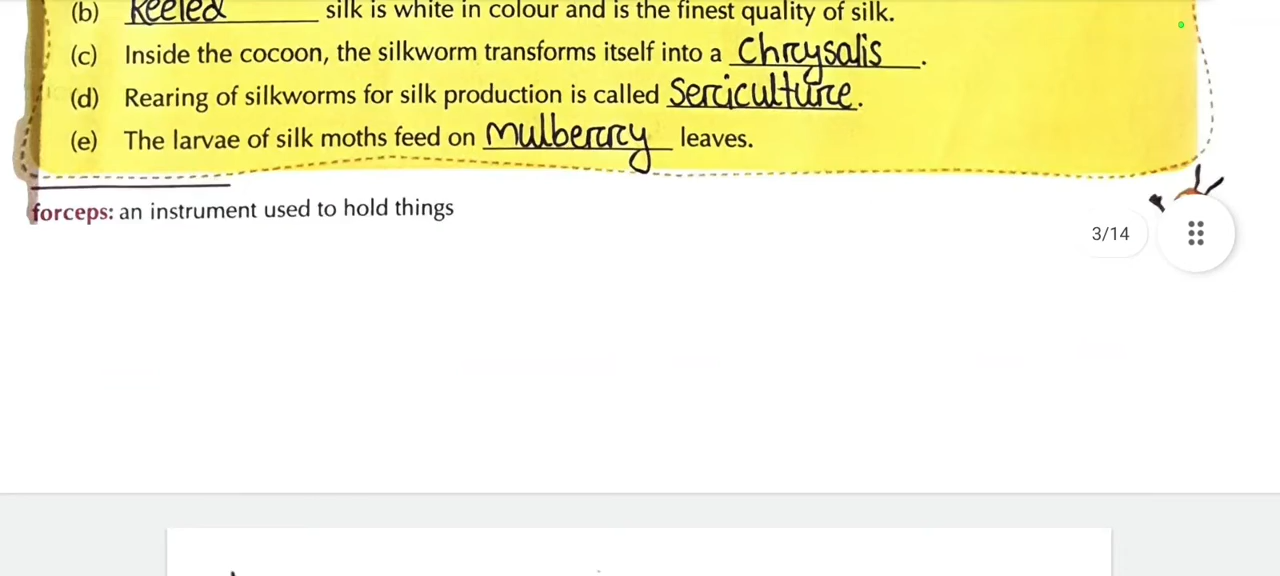 (b) Reeled silk is white in colour and is the finest quality of silk.
(c) Inside the cocoon, the silkworm transforms itself into a Chrysalis.
(d) Rearing of silkworms for silk production is called Sericulture.
(e) The larvae of silk moths feed on mulberry leaves.
forceps: an instrument used to hold things
3/14